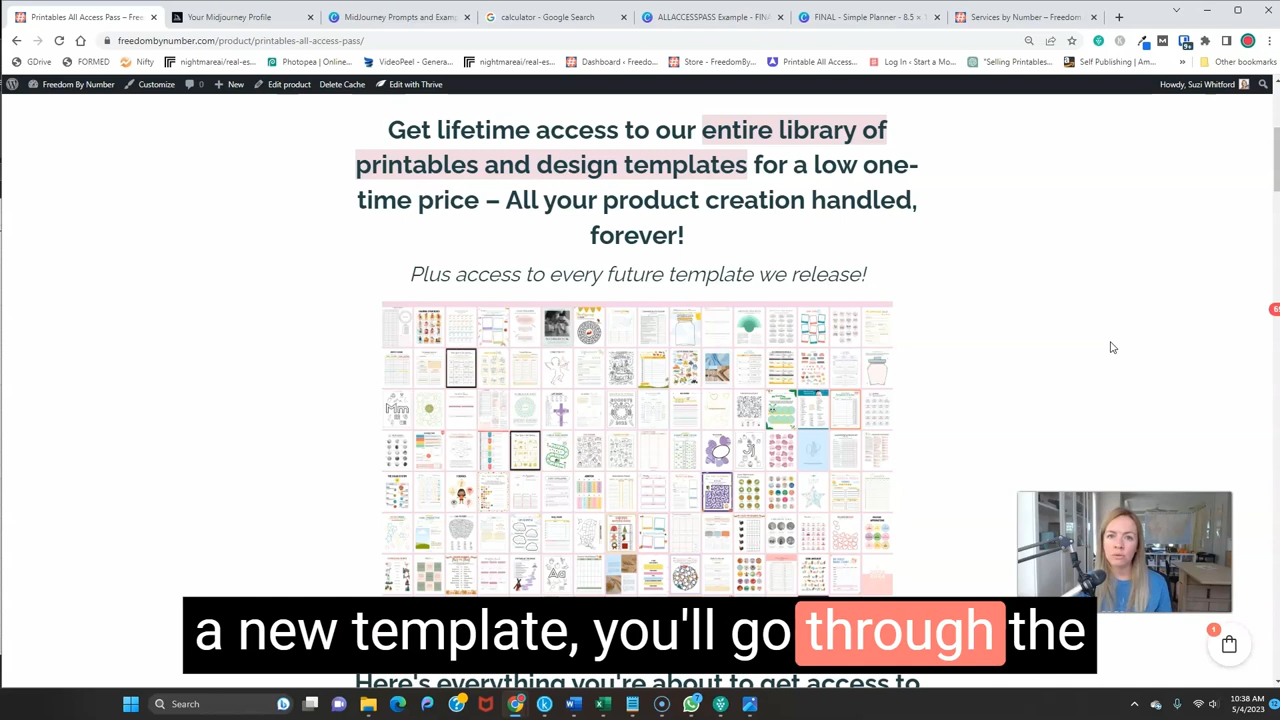 Printables All Access Pass – Free
Your Midjourney Profile
MidJourney Prompts and Examp
calculator - Google Search
ALLACCESSPASS Example - FINA
FINAL - Simple Planner - 8.5 × 1
Services by Number – Freedom
freedombynumber.com/product/printables-all-access-pass/
GDrive
FORMED
Nifty
nightmareai/real-es...
Photopea | Online...
VideoPeel - Genera...
nightmareai/real-es...
Dashboard ‹ Freedo...
Store - FreedomBy...
Printable All Acces...
Log In ‹ Start a Mo...
"Selling Printables...
Self Publishing | Am...
Other bookmarks
Freedom By Number
Customize
0
New
Edit product
Delete Cache
Edit with Thrive
Howdy, Suzi Whitford
Get lifetime access to our entire library of
printables and design templates for a low one-
time price – All your product creation handled,
forever!
Plus access to every future template we release!
a new template, you'll go through the
1
Here's everything you're about to get access to
Search
10:38 AM
5/4/2023